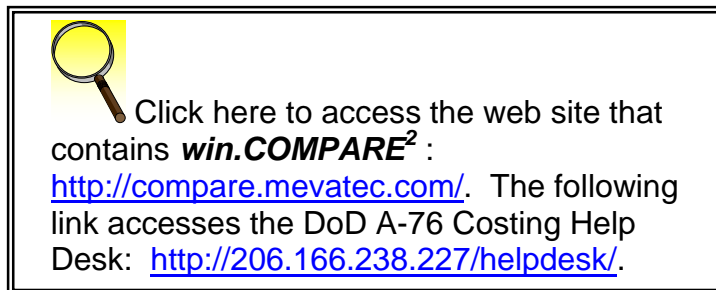 Click here to access the web site that
contains win.COMPARE² :
http://compare.mevatec.com/. The following
link accesses the DoD A-76 Costing Help
Desk: http://206.166.238.227/helpdesk/.